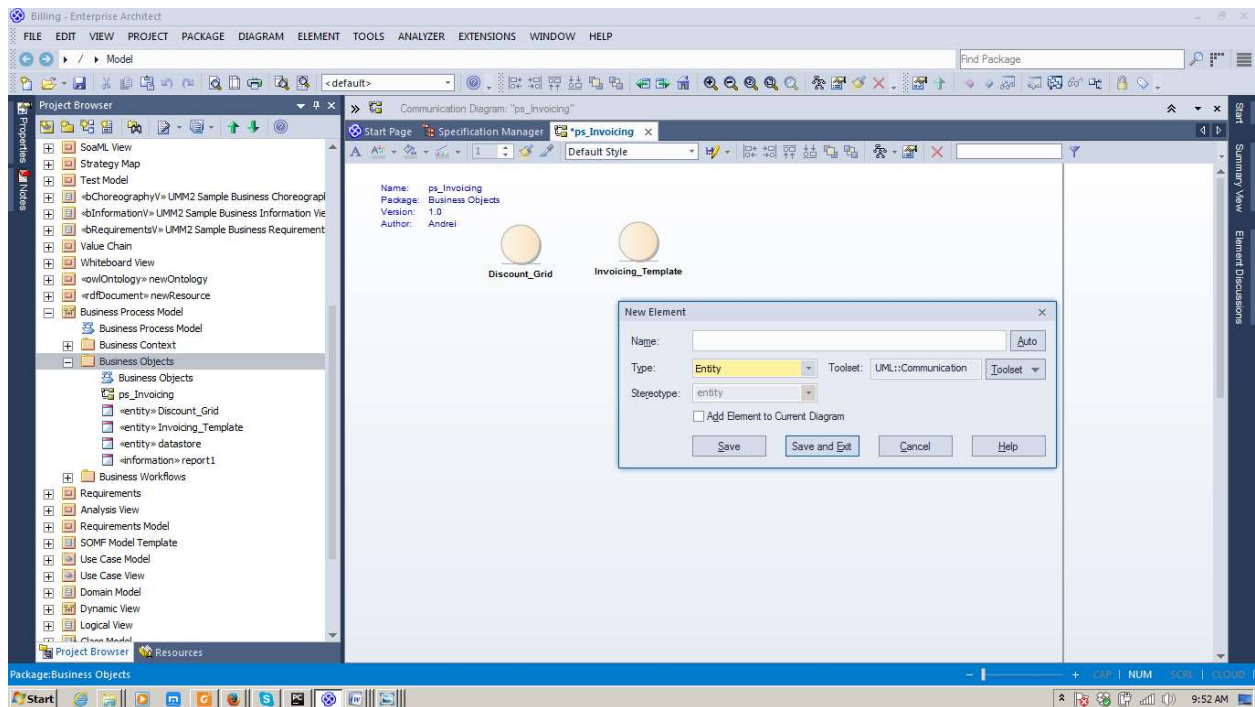 Billing - Enterprise Architect
FILE EDIT VIEW PROJECT PACKAGE DIAGRAM ELEMENT TOOLS ANALYZER EXTENSIONS WINDOW HELP
/ Model
Find Package
<default>
Project Browser
Communication Diagram: "ps_Invoicing"
Start
Properties
Start Page
Specification Manager
*ps_Invoicing
Default Style
1
Notes
Summary View
Element Discussions
SoaML View
Strategy Map
Test Model
«bChoreographyV» UMM2 Sample Business Choreograpl
«bInformationV» UMM2 Sample Business Information Vie
«bRequirementsV» UMM2 Sample Business Requirement
Value Chain
Whiteboard View
«owlOntology» newOntology
«rdfDocument» newResource
Business Process Model
Business Process Model
Business Context
Business Objects
Business Objects
ps_Invoicing
«entity» Discount_Grid
«entity» Invoicing_Template
«entity» datastore
«information» report1
Business Workflows
Requirements
Analysis View
Requirements Model
SOMF Model Template
Use Case Model
Use Case View
Domain Model
Dynamic View
Logical View
Class Model
Project Browser
Resources
Name: ps_Invoicing
Package: Business Objects
Version: 1.0
Author: Andrei
Discount_Grid
Invoicing_Template
New Element
Name:
Auto
Type: Entity
Toolset: UML::Communication
Toolset
Stereotype: entity
Add Element to Current Diagram
Save
Save and Exit
Cancel
Help
Package:Business Objects
CAP NUM SCRL CLOUD
Start
9:52 AM